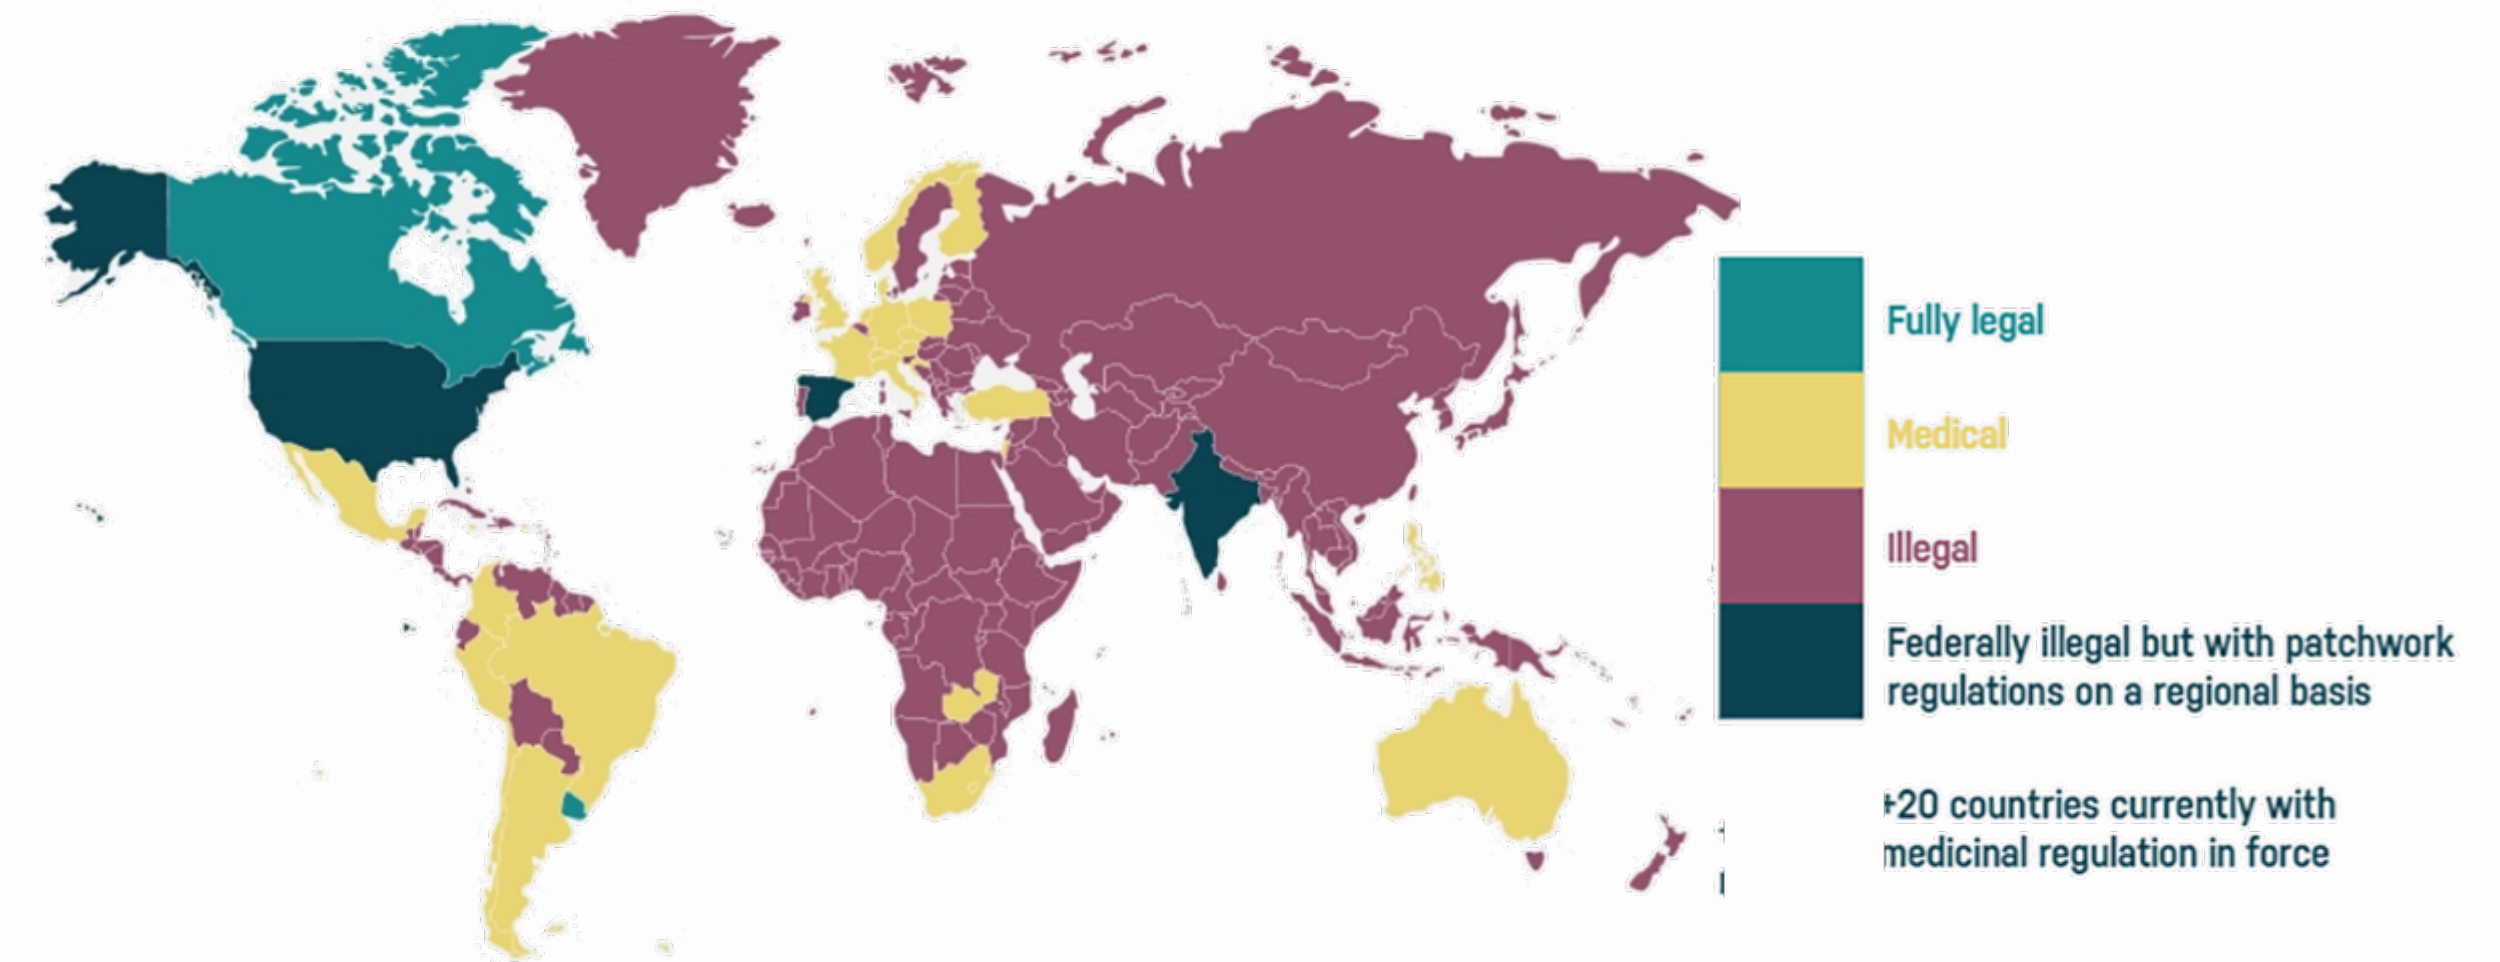 Fully legal
Medical
Illegal
Federally illegal but with patchwork
regulations on a regional basis
+20 countries currently with
medicinal regulation in force